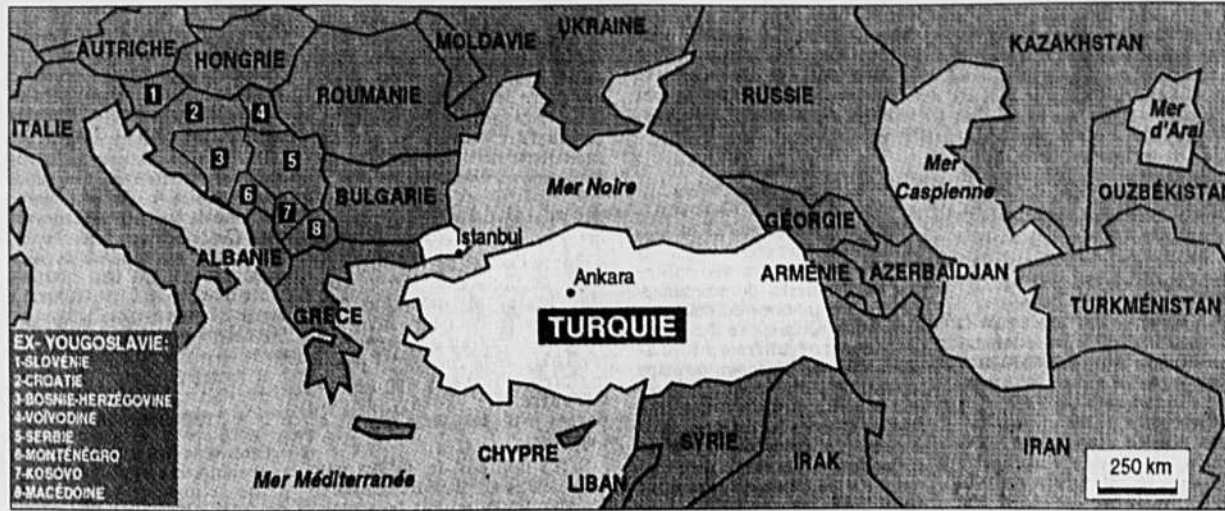 AUTRICHE
HONGRIE
MOLDAVIE
UKRAINE
KAZAKHSTAN
ROUMANIE
RUSSIE
Mer
d'Aral
ITALIE
1
2
4
3
5
6
7
8
BULGARIE
Mer Noire
Mer
Caspienne
OUZBÉKISTA
GÉORGIE
Istanbul
ALBANIE
Ankara
ARMÉNIE
AZERBAÏDJAN
TURKMÉNISTAN
GRÈCE
TURQUIE
EX- YOUGOSLAVIE:
1-SLOVÉNIE
2-CROATIE
3-BOSNIE-HERZÉGOVINE
4-VOÏVODINE
5-SERBIE
6-MONTÉNÉGRO
7-KOSOVO
8-MACÉDOINE
CHYPRE
SYRIE
IRAK
IRAN
LIBAN
Mer Méditerranée
250 km